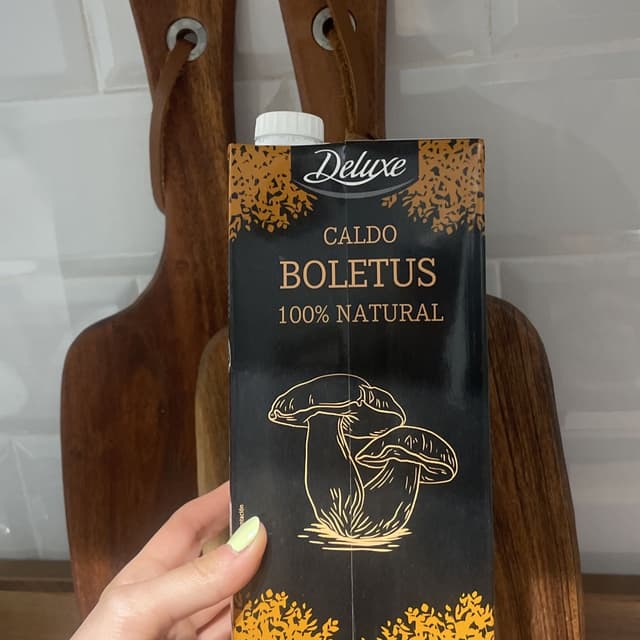 Deluxe
CALDO
BOLETUS
100% NATURAL